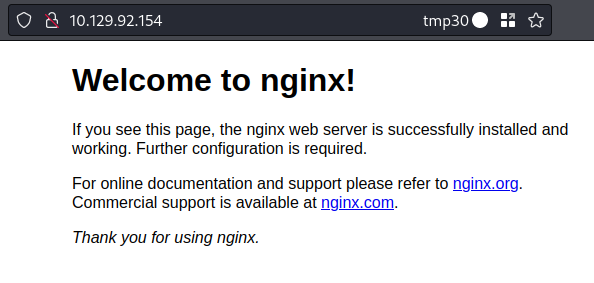 10.129.92.154 tmp30
Welcome to nginx!
If you see this page, the nginx web server is successfully installed and
working. Further configuration is required.
For online documentation and support please refer to nginx.org.
Commercial support is available at nginx.com.
Thank you for using nginx.